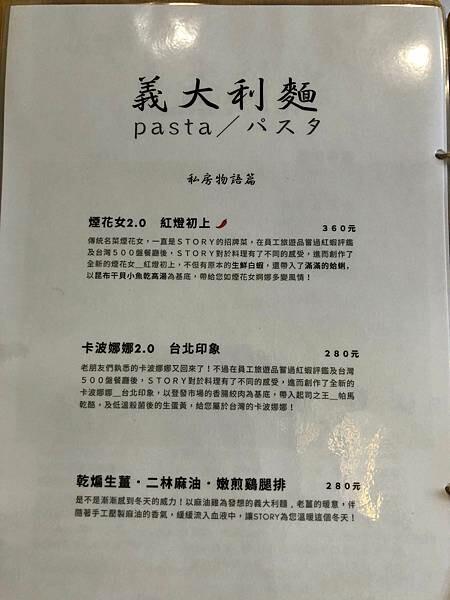 義大利麵
pasta／パスタ
私房物語篇
煙花女2.0　紅燈初上 360元
傳統名菜煙花女，一直是ＳＴＯＲＹ的招牌菜，在員工旅遊品嘗過紅蝦評鑑
及台灣５００盤餐廳後，ＳＴＯＲＹ對於料理有了不同的感受，進而創作了
全新的煙花女＿紅燈初上，不但有原本的生鮮白蝦，還帶入了滿滿的蛤蜊，
以昆布干貝小魚乾高湯為基底，帶給您如煙花女婀娜多變風情！
卡波娜娜2.0　台北印象 280元
老朋友們熟悉的卡波娜娜又回來了！不過在員工旅遊品嘗過紅蝦評鑑及台灣
５００盤餐廳後，ＳＴＯＲＹ對於料理有了不同的感受，進而創作了全新的
卡波娜娜＿台北印象，以登發市場的香腸絞肉為基底，帶入起司之王＿帕馬
乾酪，及低溫殺菌後的生蛋黃，給您屬於台灣的卡波娜娜！
乾煸生薑・二林麻油・嫩煎鷄腿排 280元
是不是漸漸感到冬天的威力！以麻油雞為發想的義大利麵，老薑的暖意，伴
隨著手工壓製麻油的香氣，緩緩流入血液中，讓STORY為您溫暖這個冬天！